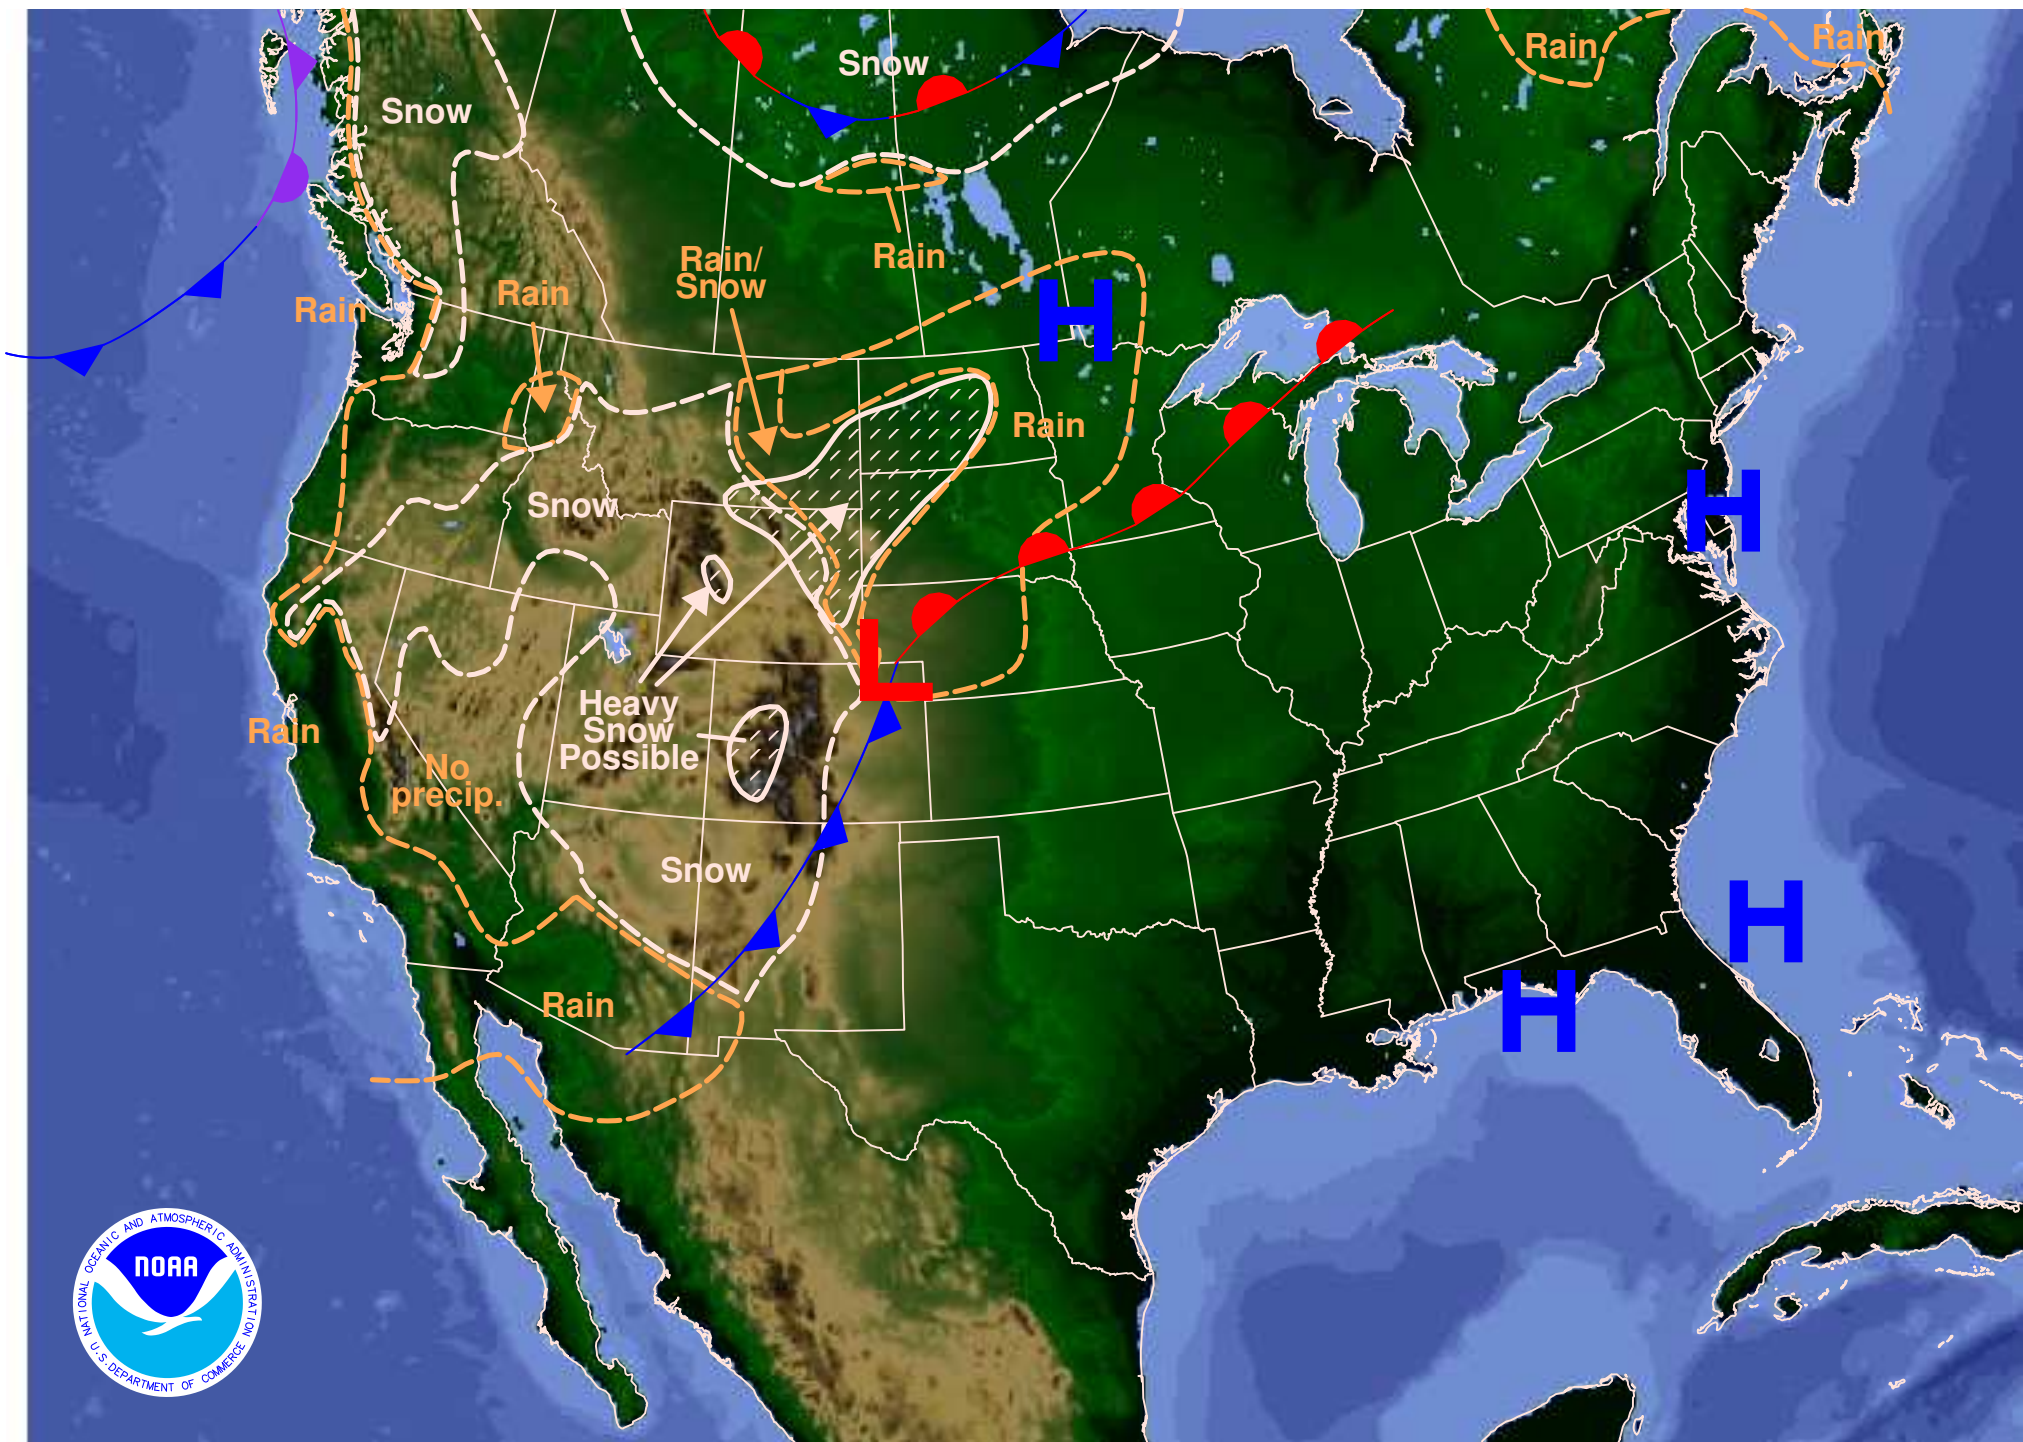 Rain
Rain
Snow
Snow
Rain
Rain/
Snow
Rain
Rain
H
Rain
Snow
H
Heavy
Snow
Possible
L
Rain
No
precip.
Snow
H
Rain
H
NATIONAL OCEANIC AND ATMOSPHERIC ADMINISTRATION
NOAA
U.S. DEPARTMENT OF COMMERCE